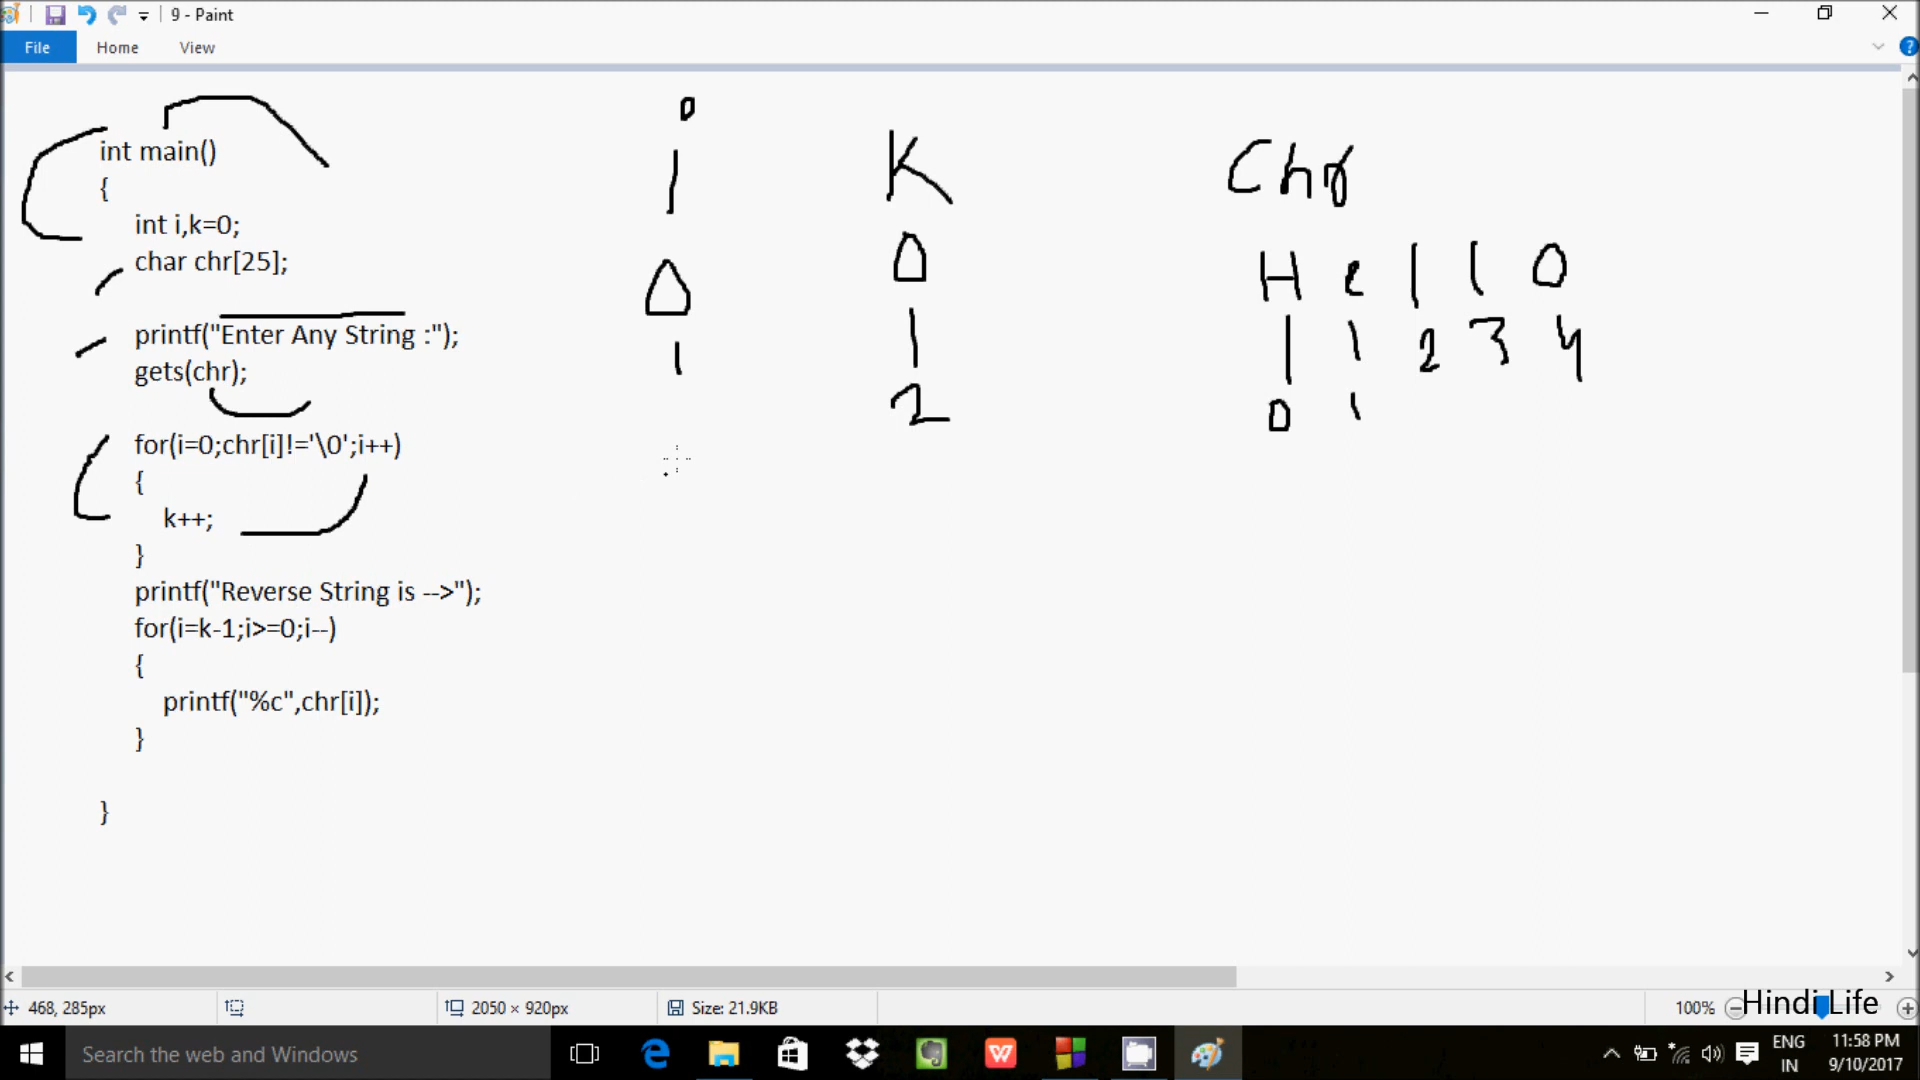 9 - Paint
File Home View
int main()
{
int i,k=0;
char chr[25];
printf("Enter Any String :");
gets(chr);
for(i=0;chr[i]!='\0';i++)
{
k++;
}
printf("Reverse String is -->");
for(i=k-1;i>=0;i--)
{
printf("%c",chr[i]);
}
}
i
0
1
K
0
1
2
Chr
H e l l o
1 2 3 4
0 1
468, 285px
2050 × 920px
Size: 21.9KB
100%
Hindi Life
Search the web and Windows
ENG
IN
11:58 PM
9/10/2017